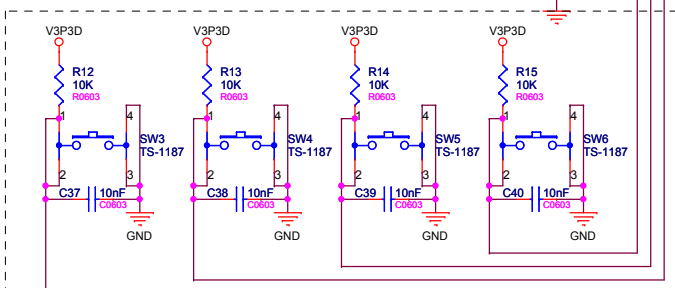 V3P3D V3P3D V3P3D V3P3D
R12 R13 R14 R15
10K 10K 10K 10K
R0603 R0603 R0603 R0603
1 4 1 4 1 4 1 4
SW3 SW4 SW5 SW6
TS-1187 TS-1187 TS-1187 TS-1187
2 3 2 3 2 3 2 3
C37 10nF C38 10nF C39 10nF C40 10nF
C0603 C0603 C0603 C0603
GND GND GND GND